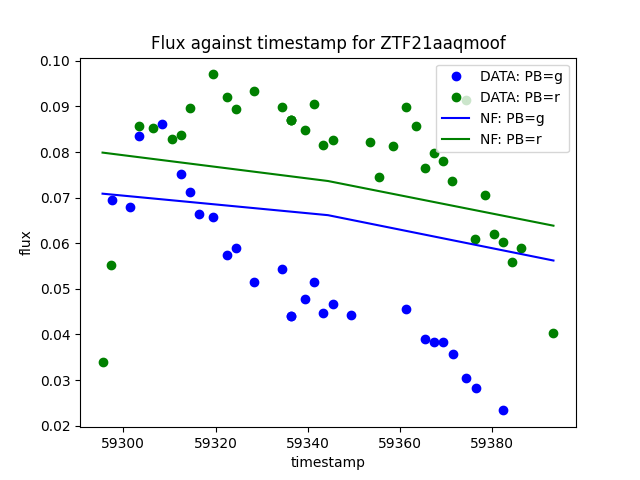 Flux against timestamp for ZTF21aaqmoof
DATA: PB=g
DATA: PB=r
NF: PB=g
NF: PB=r
0.10
0.09
0.08
0.07
0.06
0.05
0.04
0.03
0.02
flux
59300 59320 59340 59360 59380
timestamp